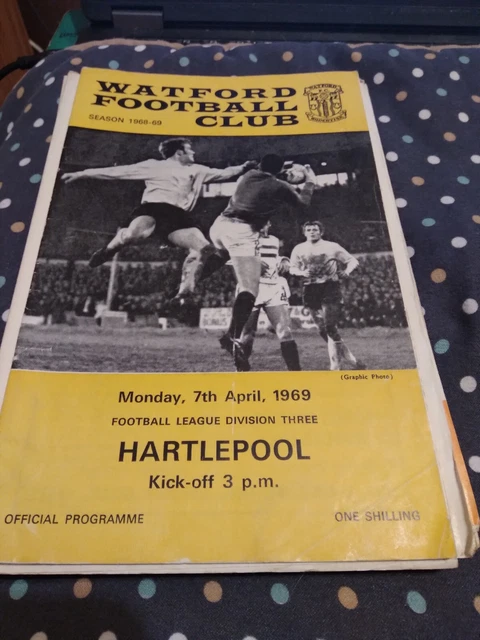 WATFORD
FOOTBALL
CLUB
SEASON 1968-69
WATFORD
(Graphic Photo)
Monday, 7th April, 1969
FOOTBALL LEAGUE DIVISION THREE
HARTLEPOOL
Kick-off 3 p.m.
OFFICIAL PROGRAMME
ONE SHILLING